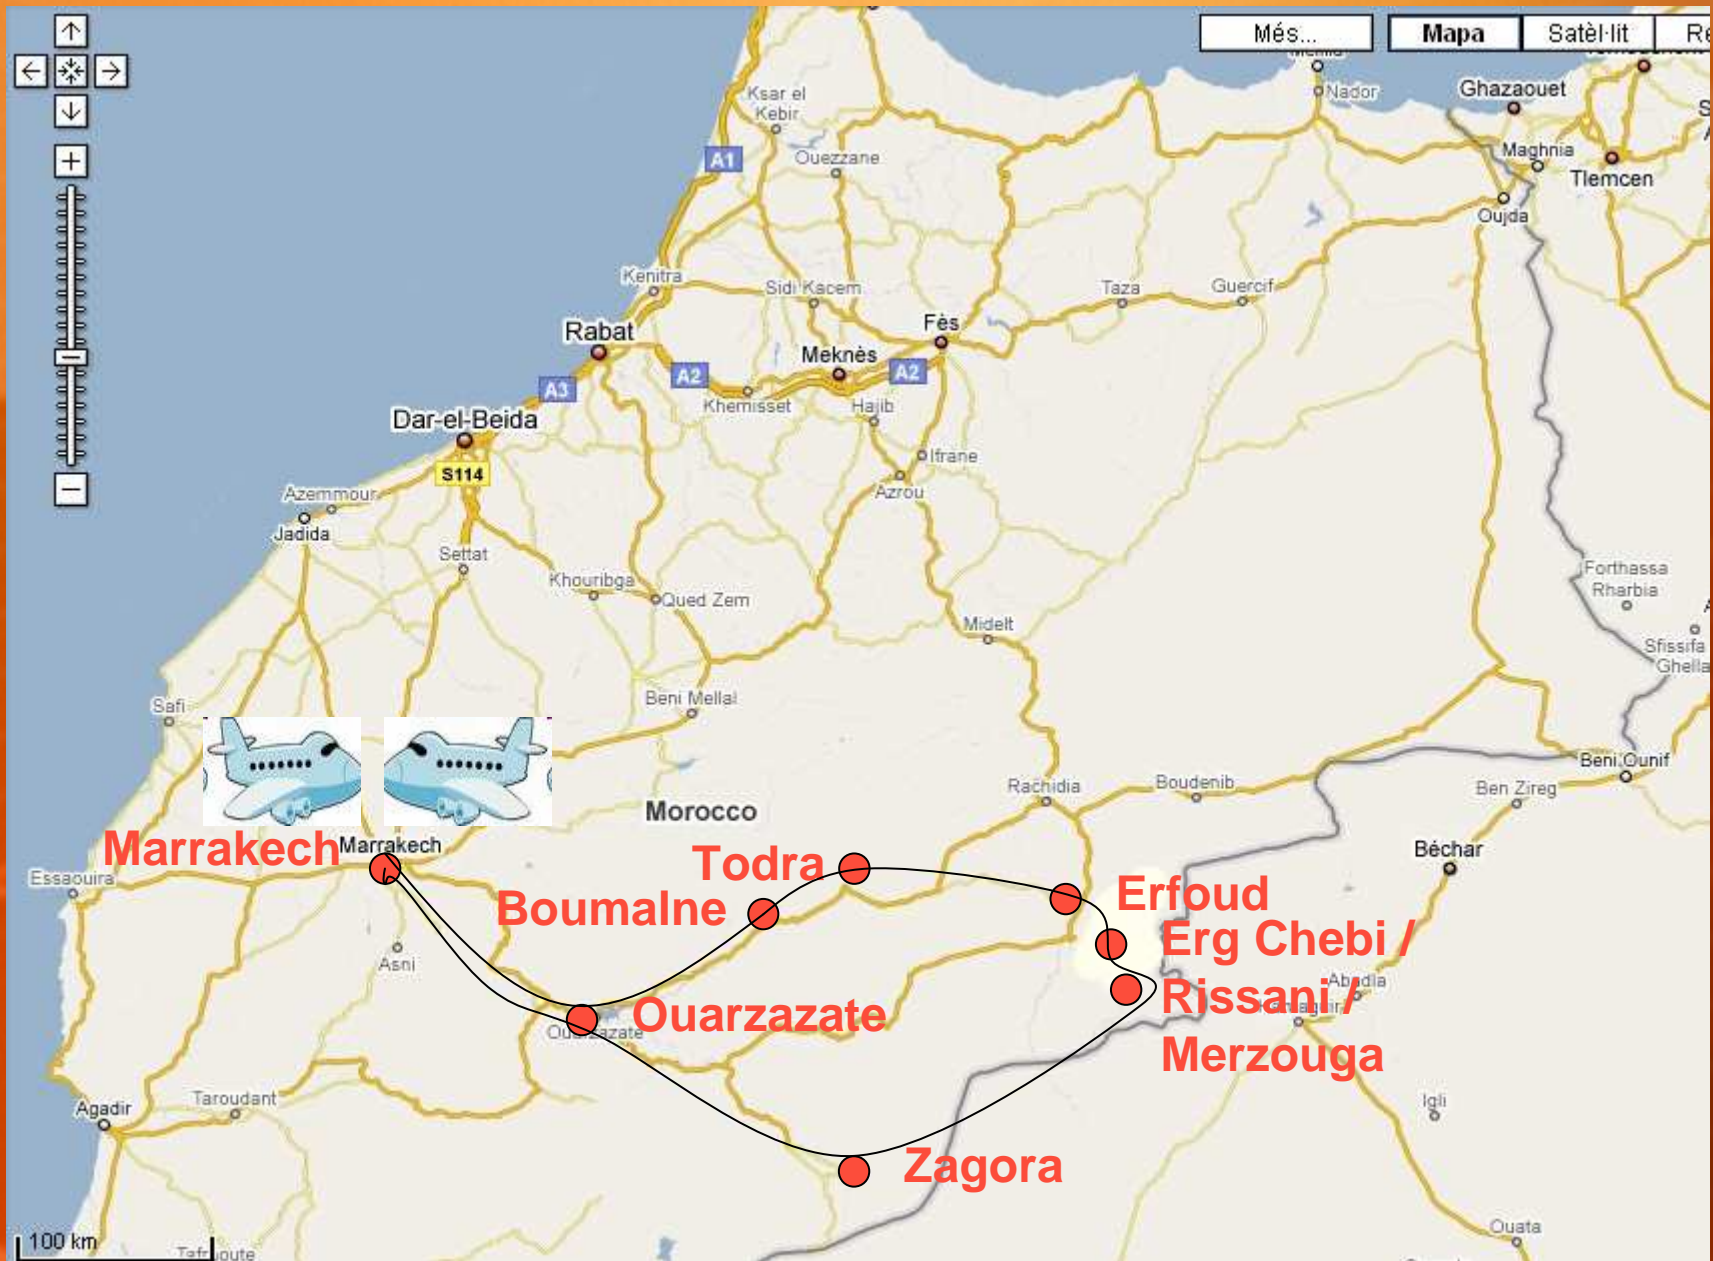 Més...
Mapa
Satèl·lit
Ksar el
Kebir
Nador
Ghazaouet
A1
Ouezzane
Maghnia
Tlemcen
Oujda
Kenitra
Sidi Kacem
Taza
Guercif
Rabat
Fès
Meknès
A3
A2
A2
Khemisset
Hajib
Dar-el-Beida
S114
Ifrane
Azrou
Azemmour
Jadida
Settat
Khouribga
Qued Zem
Midelt
Forthassa
Rharbia
Sfissifa
Beni Mellal
Safi
Beni Ounif
Rachidia
Boudenib
Ben Zireg
Morocco
Marrakech
Marrakech
Béchar
Essaouira
Todra
Boumalne
Erfoud
Erg Chebi /
Rissani /
Merzouga
Asni
Abadla
Ouarzazate
Ouarzazate
Agadir
Taroudant
Igli
Zagora
Ouata
100 km